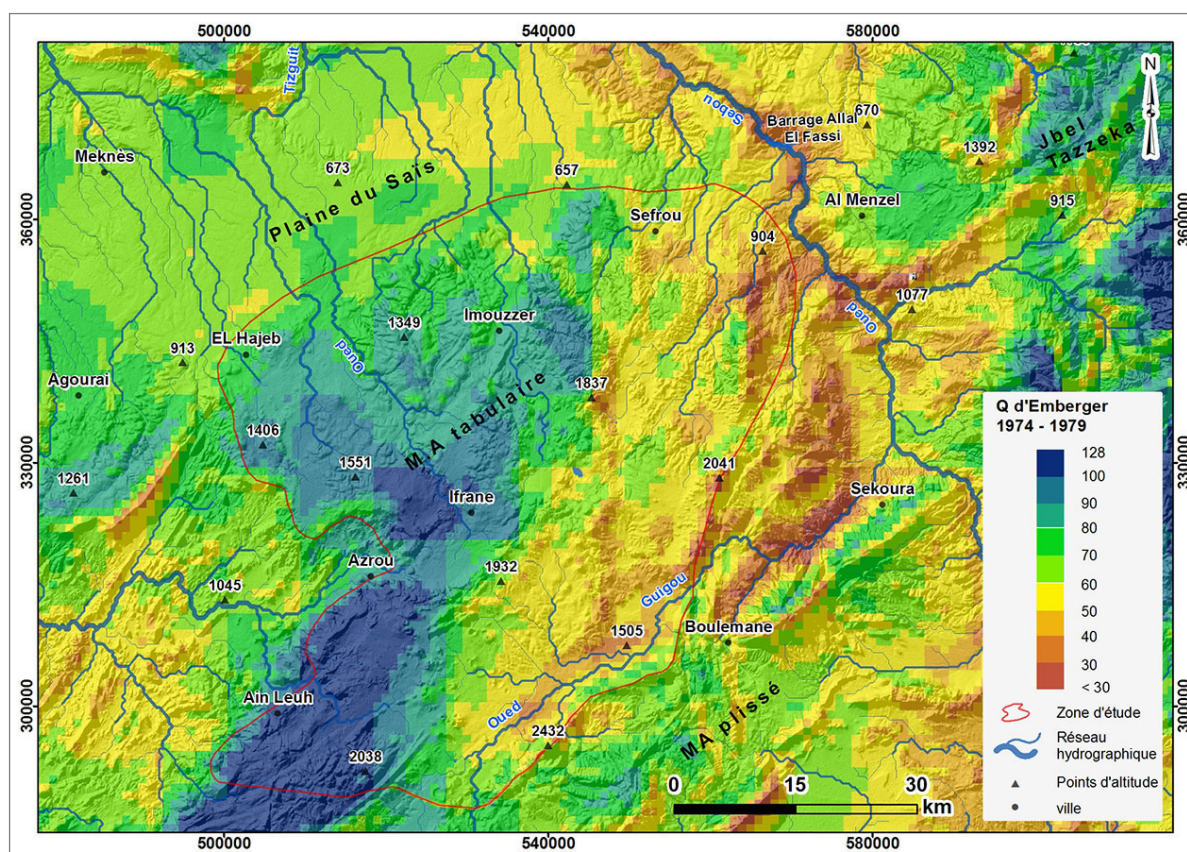 500000
540000
580000
Tizguit
N
Sebou
Barrage Allal
El Fassi
670
Jbel
Tazzeka
1392
Meknès
673
Plaine du Saïs
657
915
360000
360000
Sefrou
Al Menzel
904
1077
Imouzzer
1349
Oued
EL Hajeb
Oued
913
Agourai
1837
M.A tabulaire
1406
1551
1261
330000
330000
2041
Ifrane
Sekoura
Azrou
1932
1045
Guigou
1505
Boulemane
Ain Leuh
300000
300000
Oued
MA plissé
2432
2038
Q d'Emberger
1974 - 1979
128
100
90
80
70
60
50
40
30
< 30
Zone d'étude
Réseau
hydrographique
Points d'altitude
ville
0
15
30
km
500000
540000
580000